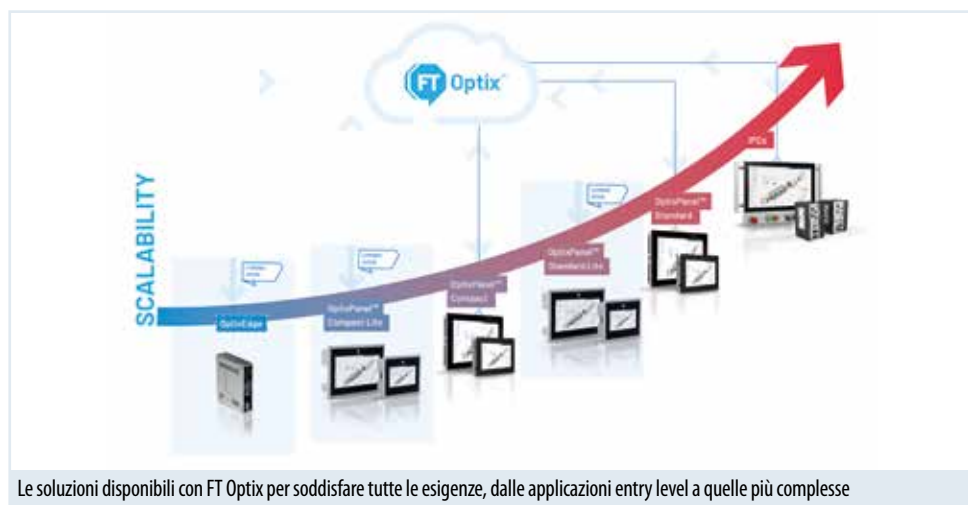 FT Optix™
SCALABILITY
OptixEdge
OptixPanel™
Compact Lite
OptixPanel™
Compact
OptixPanel™
Standard Lite
OptixPanel™
Standard
IPCs
Le soluzioni disponibili con FT Optix per soddisfare tutte le esigenze, dalle applicazioni entry level a quelle più complesse